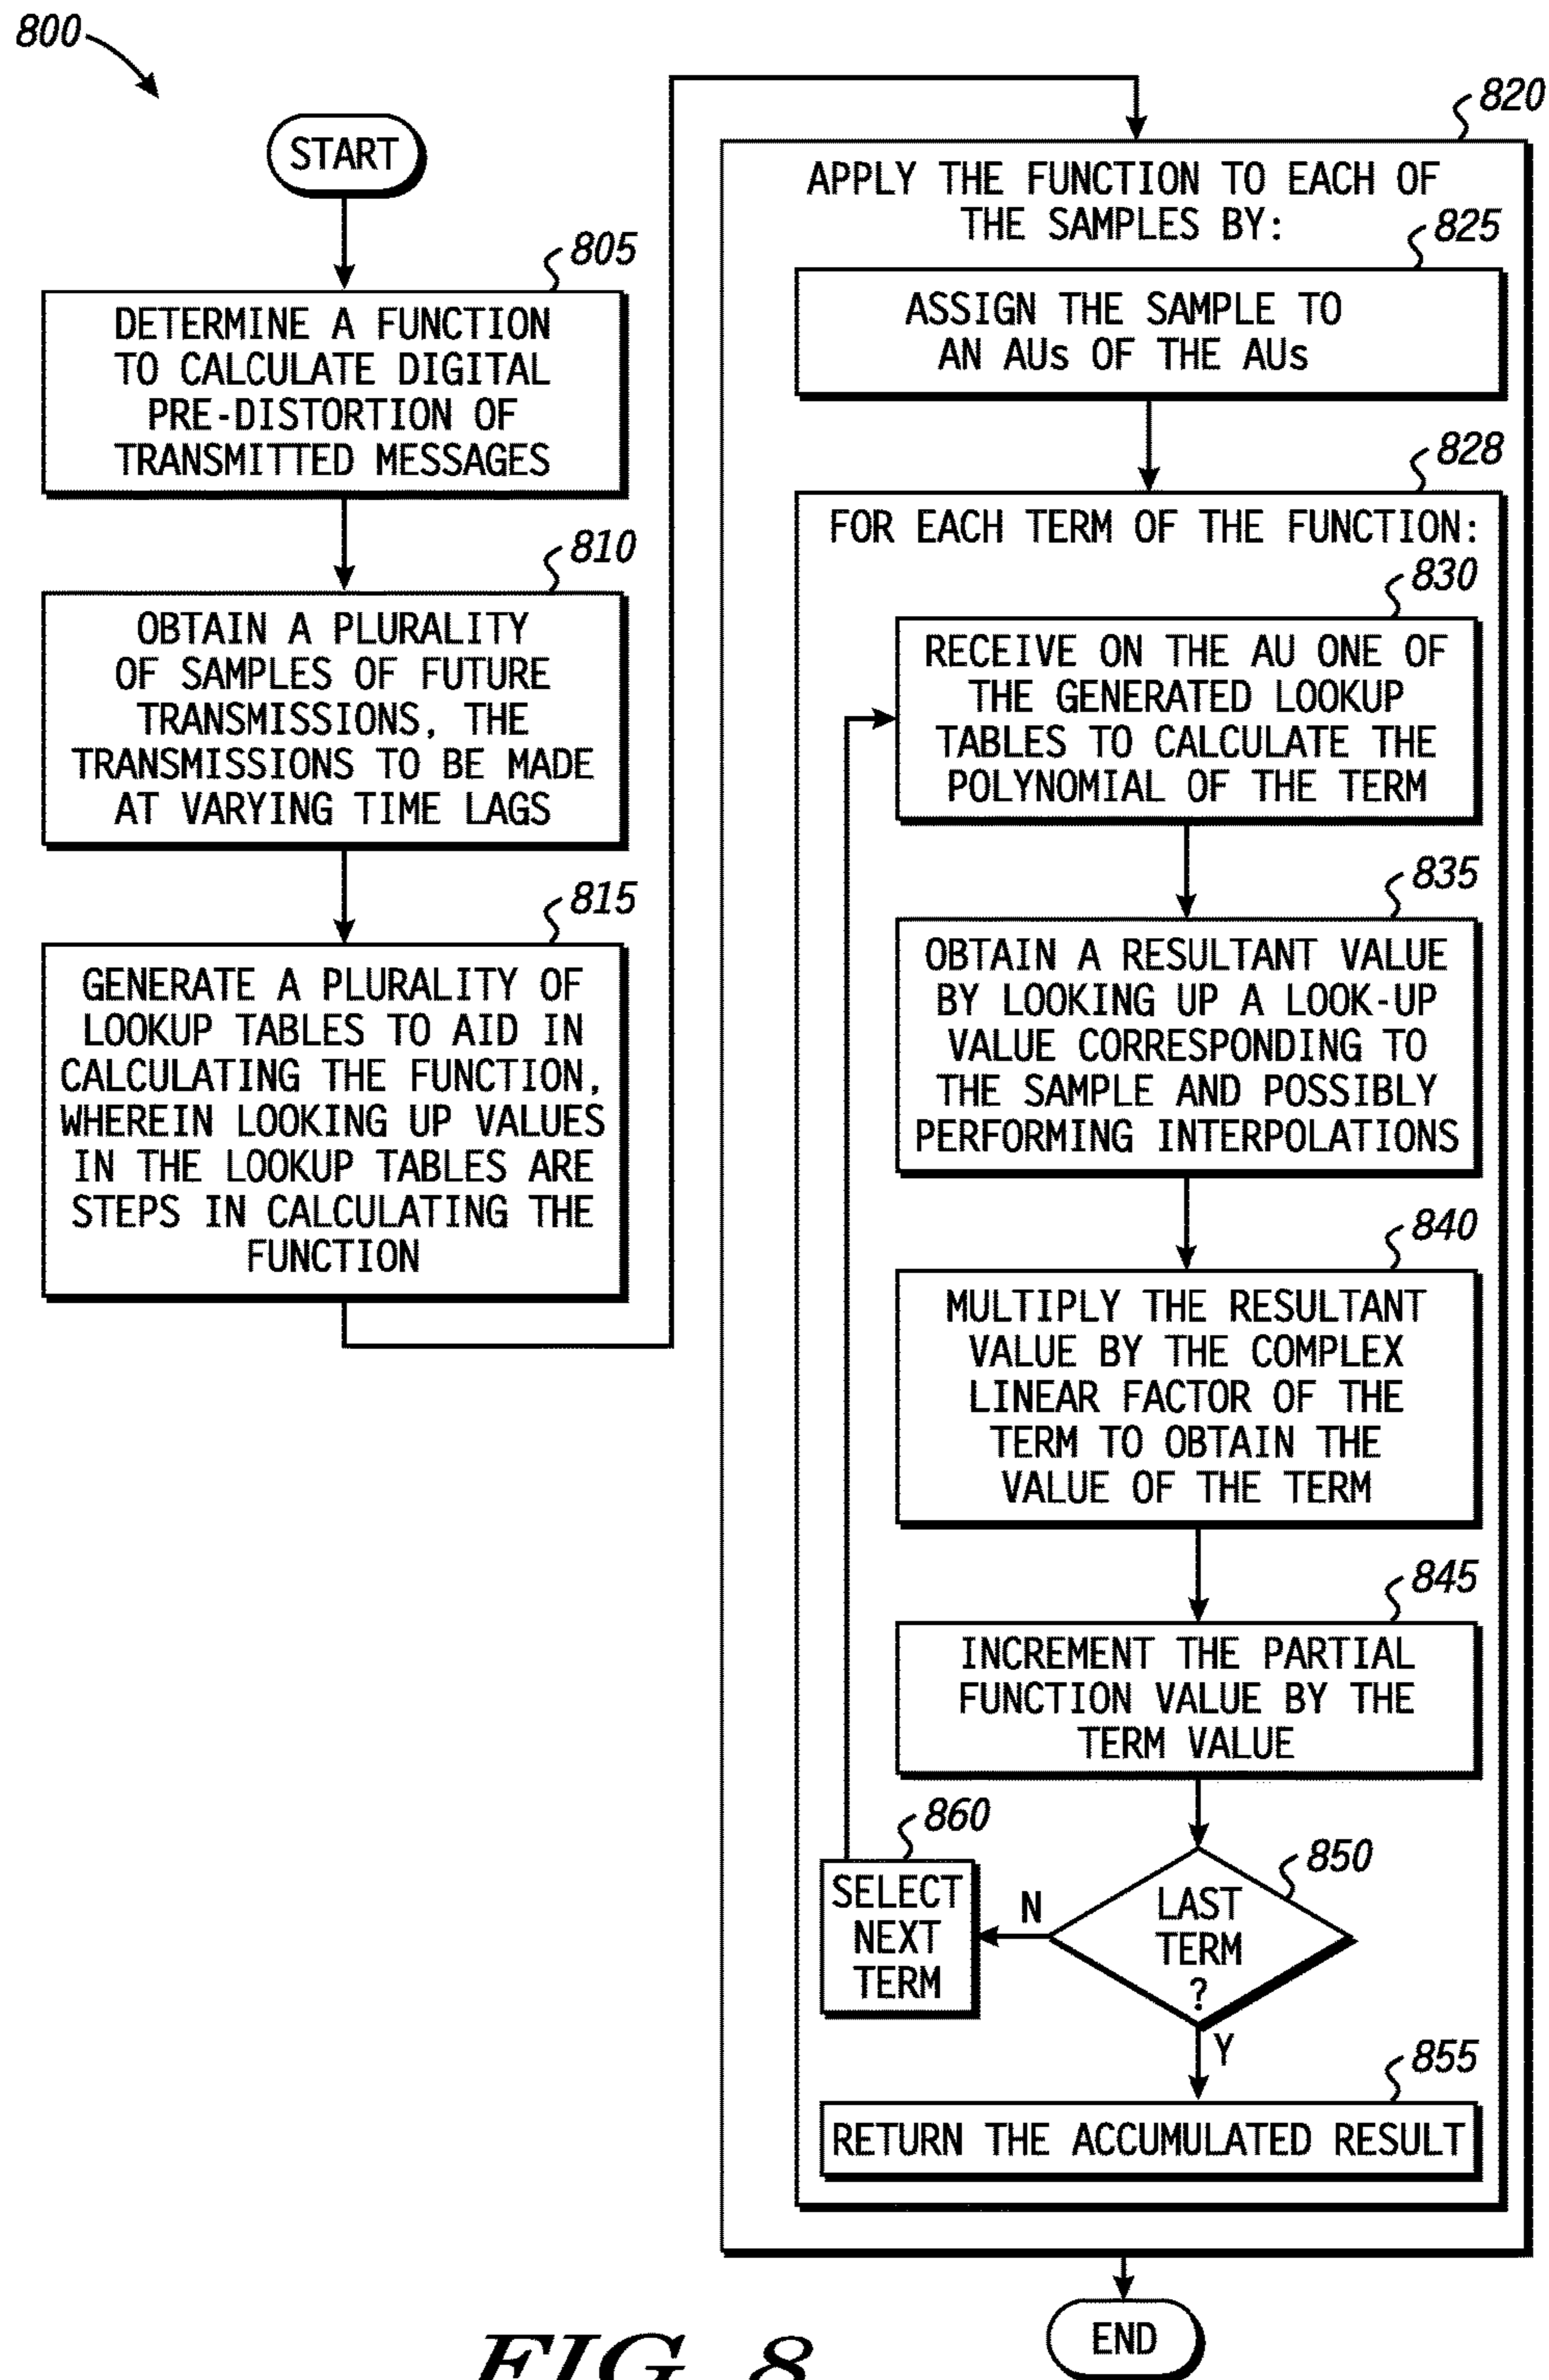 800
START
805
DETERMINE A FUNCTION
TO CALCULATE DIGITAL
PRE-DISTORTION OF
TRANSMITTED MESSAGES
810
OBTAIN A PLURALITY
OF SAMPLES OF FUTURE
TRANSMISSIONS, THE
TRANSMISSIONS TO BE MADE
AT VARYING TIME LAGS
815
GENERATE A PLURALITY OF
LOOKUP TABLES TO AID IN
CALCULATING THE FUNCTION,
WHEREIN LOOKING UP VALUES
IN THE LOOKUP TABLES ARE
STEPS IN CALCULATING THE
FUNCTION
820
APPLY THE FUNCTION TO EACH OF
THE SAMPLES BY:
825
ASSIGN THE SAMPLE TO
AN AUs OF THE AUs
828
FOR EACH TERM OF THE FUNCTION:
830
RECEIVE ON THE AU ONE OF
THE GENERATED LOOKUP
TABLES TO CALCULATE THE
POLYNOMIAL OF THE TERM
835
OBTAIN A RESULTANT VALUE
BY LOOKING UP A LOOK-UP
VALUE CORRESPONDING TO
THE SAMPLE AND POSSIBLY
PERFORMING INTERPOLATIONS
840
MULTIPLY THE RESULTANT
VALUE BY THE COMPLEX
LINEAR FACTOR OF THE
TERM TO OBTAIN THE
VALUE OF THE TERM
845
INCREMENT THE PARTIAL
FUNCTION VALUE BY THE
TERM VALUE
850
LAST
TERM
?
N
860
SELECT
NEXT
TERM
Y
855
RETURN THE ACCUMULATED RESULT
END
FIG. 8